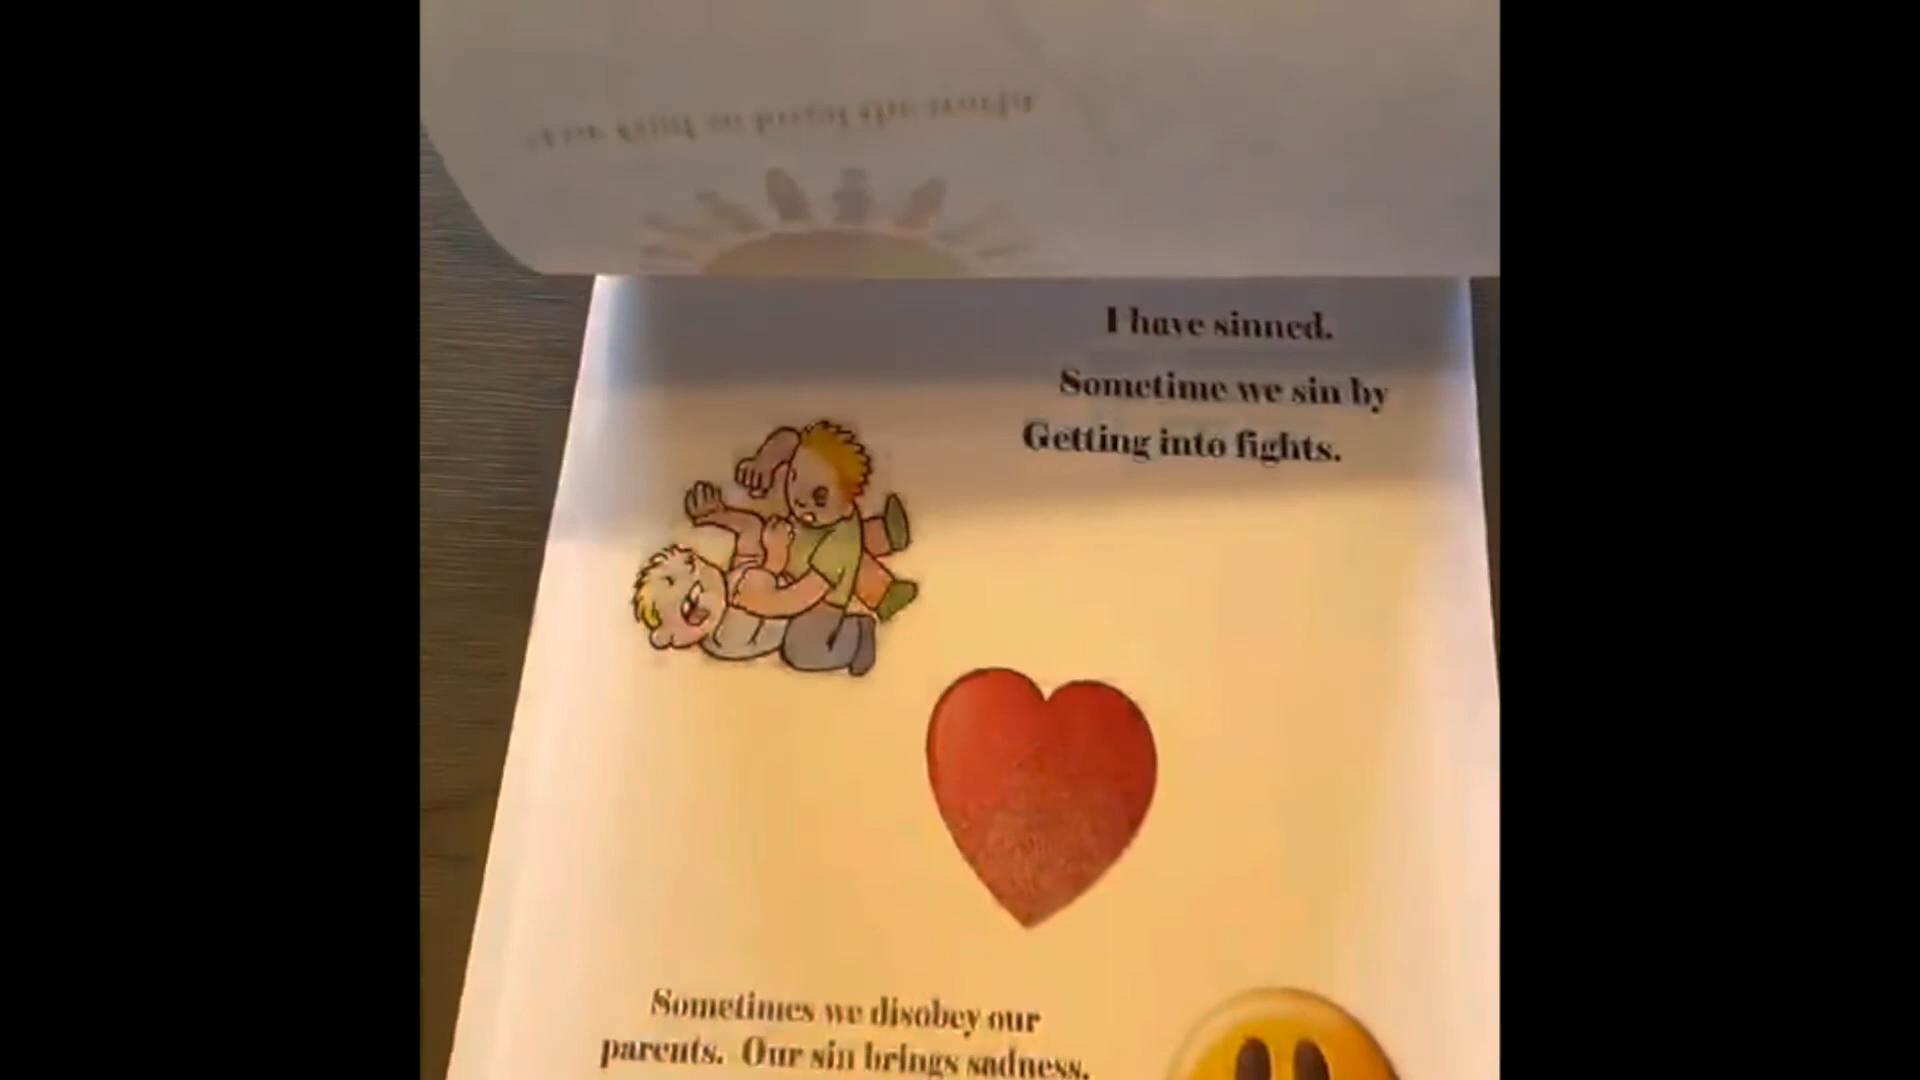 I have sinned.
Sometime we sin by
Getting into fights.
Sometimes we disobey our
parents. Our sin brings sadness.